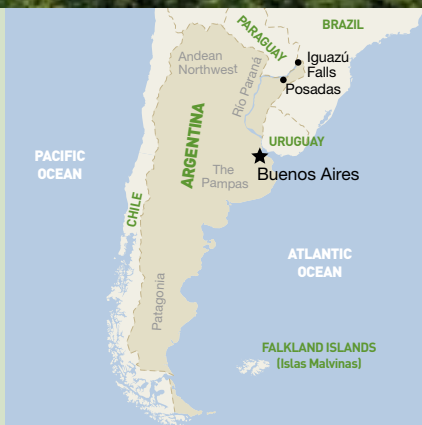 BRAZIL
PARAGUAY
Iguazú
Falls
Posadas
Andean
Northwest
Río Paraná
ARGENTINA
URUGUAY
Buenos Aires
The
Pampas
PACIFIC
OCEAN
CHILE
ATLANTIC
OCEAN
Patagonia
FALKLAND ISLANDS
(Islas Malvinas)